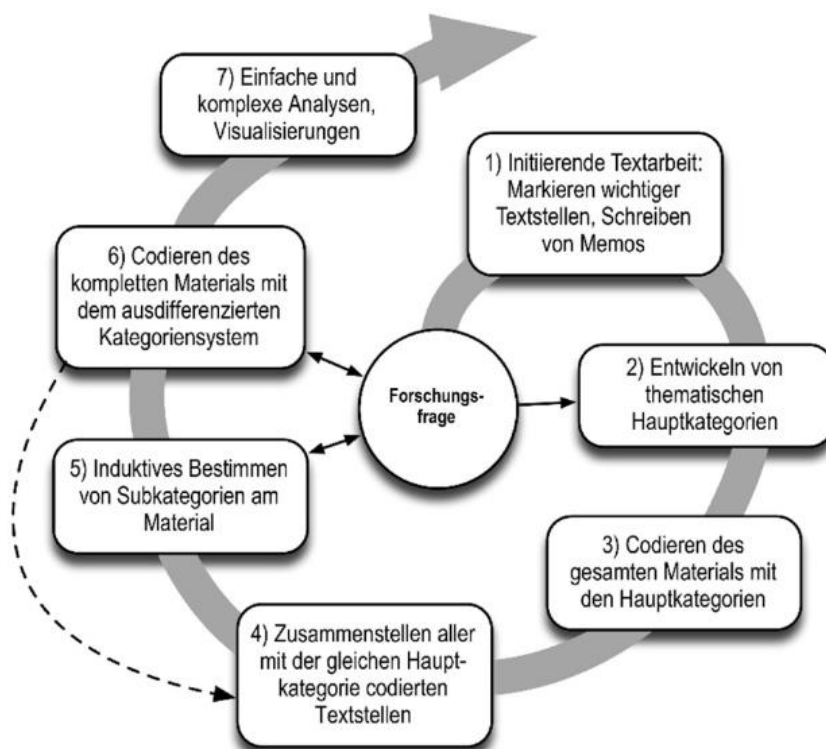 7) Einfache und
komplexe Analysen,
Visualisierungen
1) Initiierende Textarbeit:
Markieren wichtiger
Textstellen, Schreiben
von Memos
6) Codieren des
kompletten Materials mit
dem ausdifferenzierten
Kategoriensystem
Forschungs-
frage
2) Entwickeln von
thematischen
Hauptkategorien
5) Induktives Bestimmen
von Subkategorien am
Material
3) Codieren des
gesamten Materials mit
den Hauptkategorien
4) Zusammenstellen aller
mit der gleichen Haupt-
kategorie codierten
Textstellen